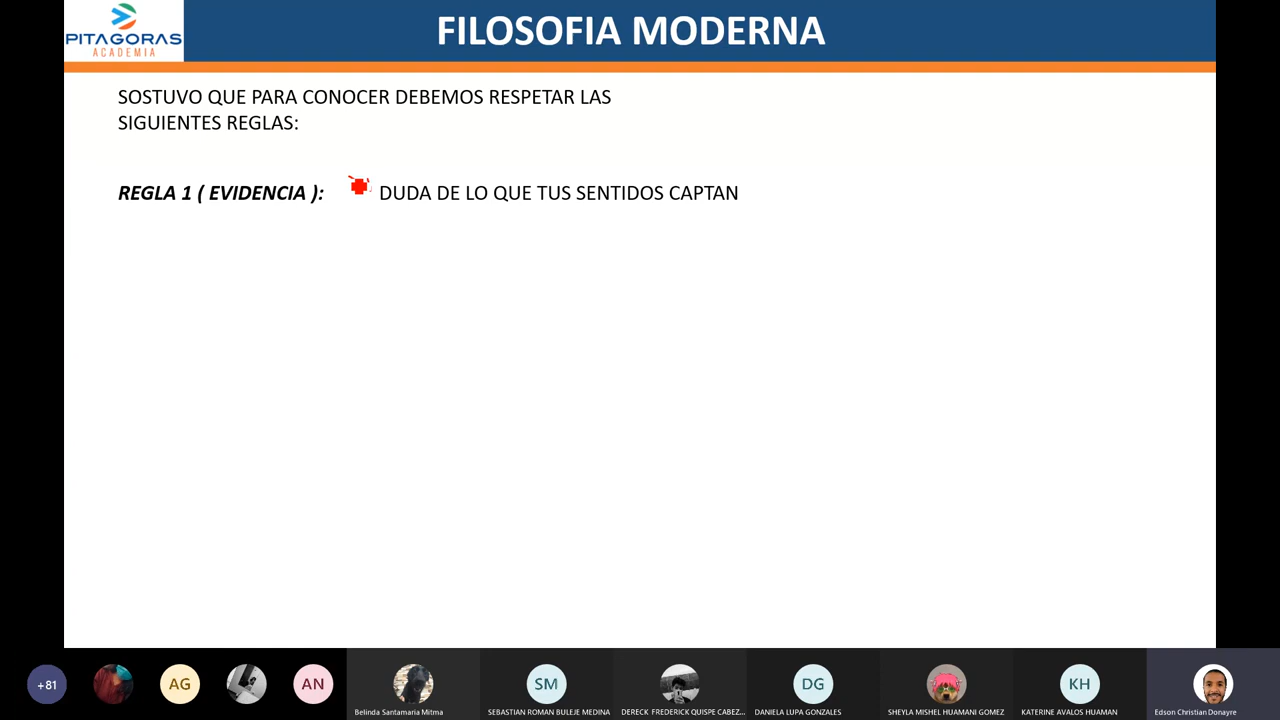 PITAGORAS
ACADEMIA
FILOSOFIA MODERNA
SOSTUVO QUE PARA CONOCER DEBEMOS RESPETAR LAS
SIGUIENTES REGLAS:
REGLA 1 ( EVIDENCIA ): DUDA DE LO QUE TUS SENTIDOS CAPTAN
+81
AG
AN
Belinda Santamaria Mitma
SM
SEBASTIAN ROMAN BULEJE MEDINA
DERECK FREDERICK QUISPE CABEZ...
DG
DANIELA LUPA GONZALES
SHEYLA MISHEL HUAMANI GOMEZ
KH
KATERINE AVALOS HUAMAN
Edson Christian Donayre